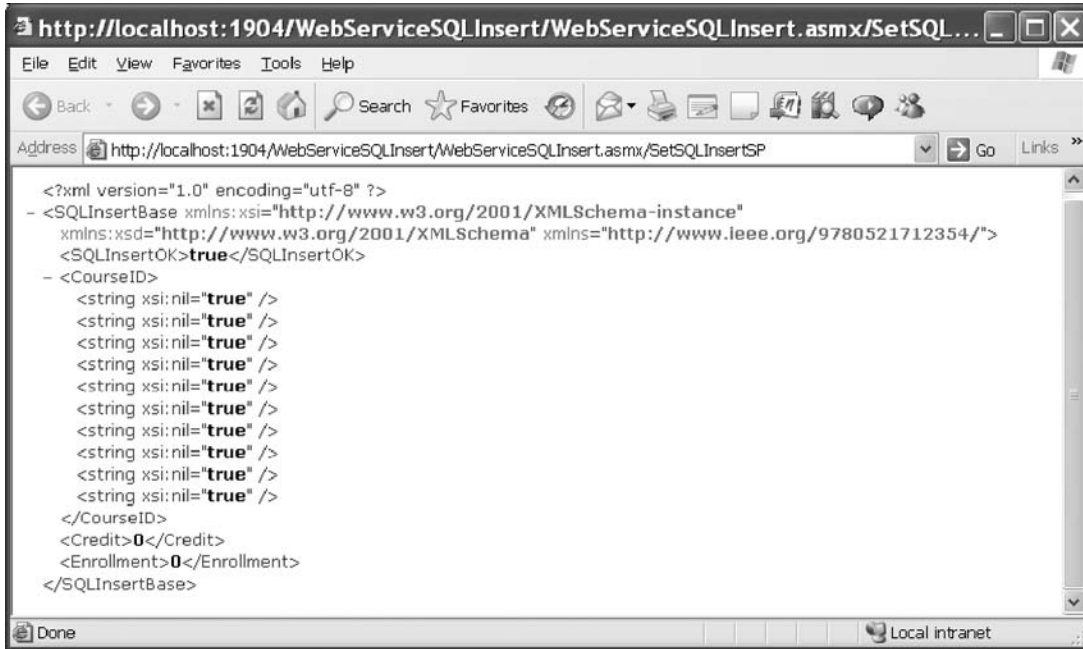 http://localhost:1904/WebServiceSQLInsert/WebServiceSQLInsert.asmx/SetSQL...
File Edit View Favorites Tools Help
Back Search Favorites
Address http://localhost:1904/WebServiceSQLInsert/WebServiceSQLInsert.asmx/SetSQLInsertSP Go Links »
<?xml version="1.0" encoding="utf-8" ?>
- <SQLInsertBase xmlns:xsi="http://www.w3.org/2001/XMLSchema-instance"
xmlns:xsd="http://www.w3.org/2001/XMLSchema" xmlns="http://www.ieee.org/9780521712354/">
<SQLInsertOK>true</SQLInsertOK>
- <CourseID>
<string xsi:nil="true" />
<string xsi:nil="true" />
<string xsi:nil="true" />
<string xsi:nil="true" />
<string xsi:nil="true" />
<string xsi:nil="true" />
<string xsi:nil="true" />
<string xsi:nil="true" />
<string xsi:nil="true" />
<string xsi:nil="true" />
</CourseID>
<Credit>0</Credit>
<Enrollment>0</Enrollment>
</SQLInsertBase>
Done Local intranet